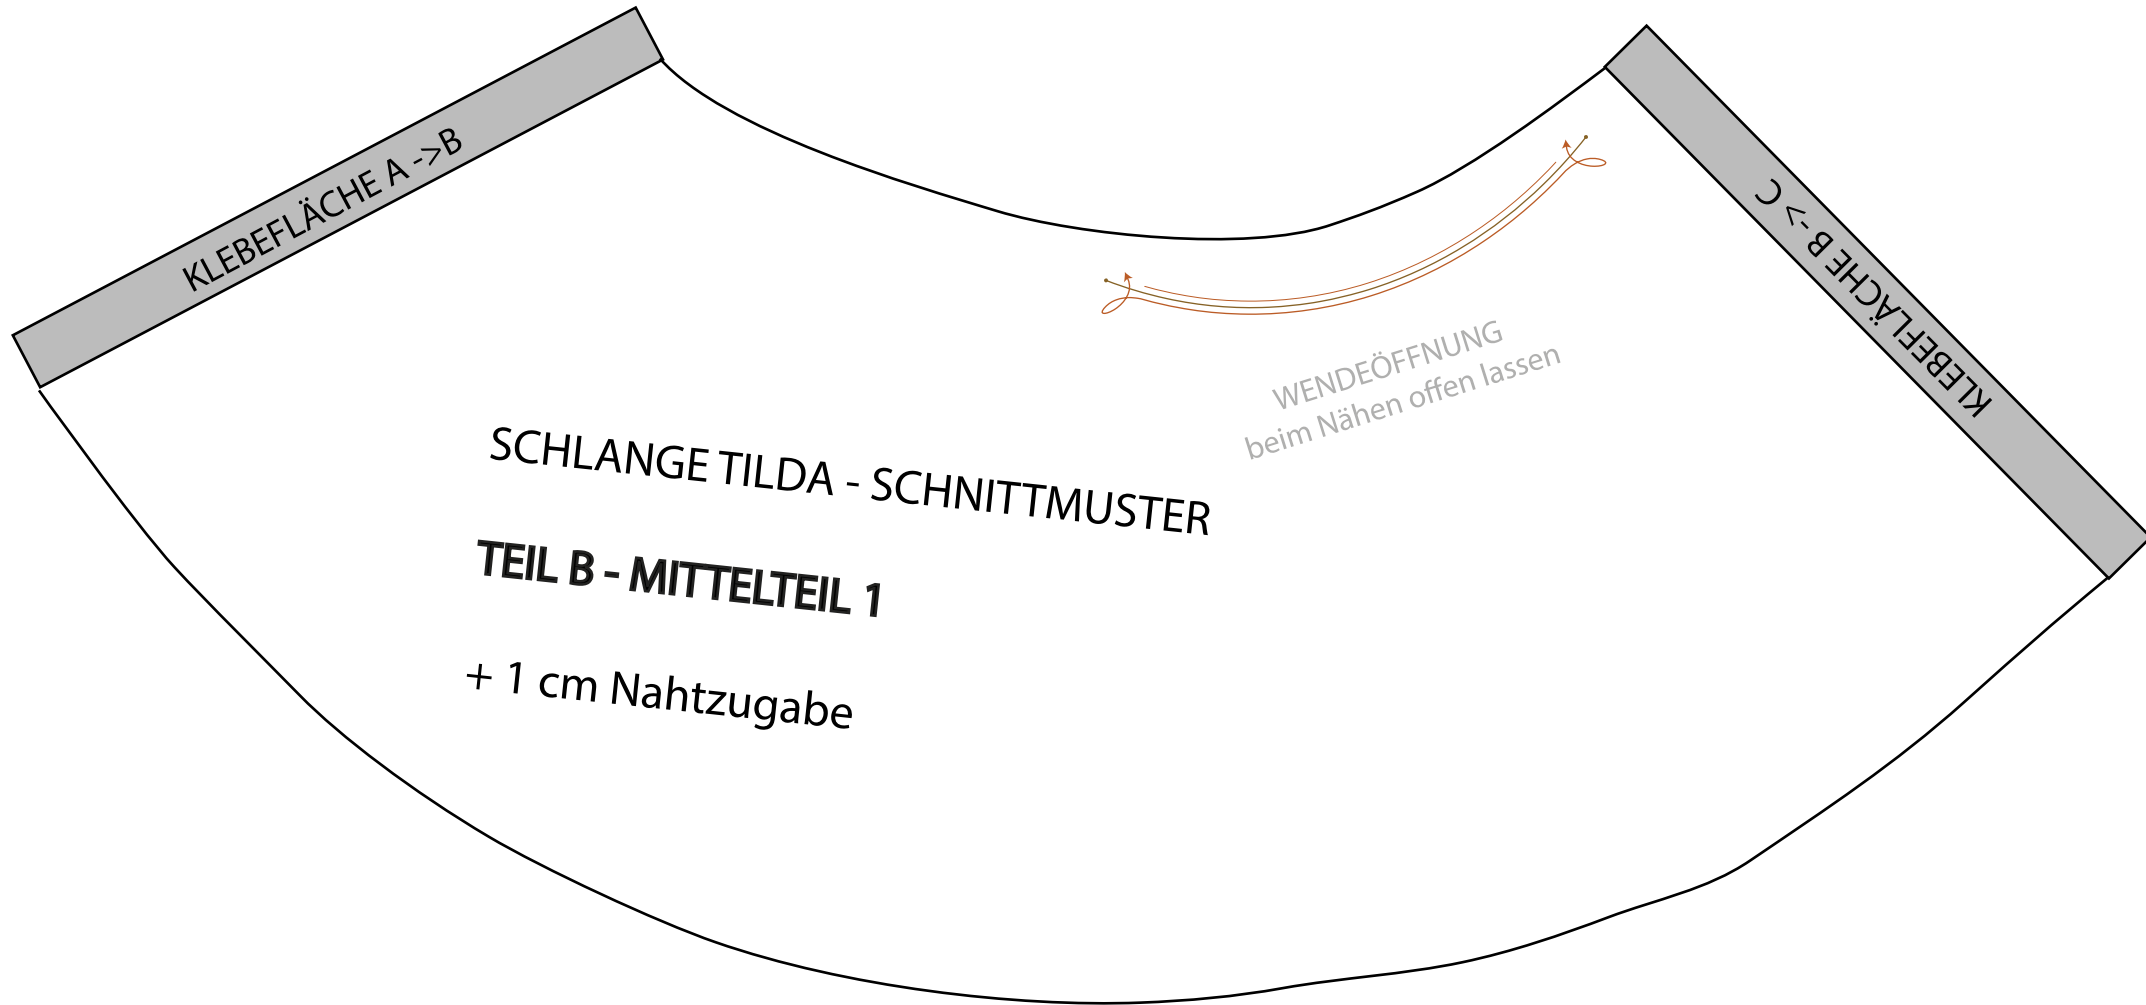 KLEBEFLÄCHE A ->B
KLEBEFLÄCHE B -> C
WENDEÖFFNUNG
beim Nähen offen lassen
SCHLANGE TILDA - SCHNITTMUSTER
TEIL B - MITTELTEIL 1
+ 1 cm Nahtzugabe